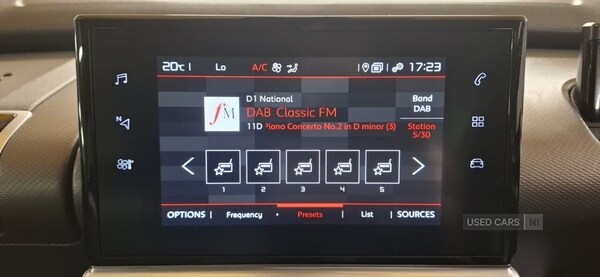 20°c Lo A/C 17:23
D1 National
Band
DAB
fM
DAB Classic FM
11D Piano Concerto No.2 in D minor (3)
Station
5/30
N
1 2 3 4 5
OPTIONS Frequency Presets List SOURCES
USED CARS NI